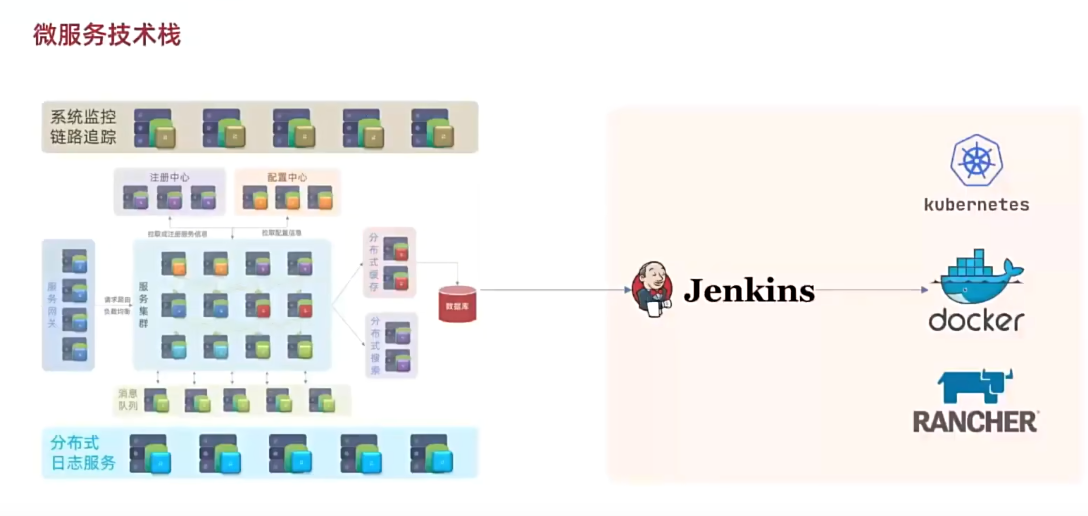 微服务技术栈
系统监控
链路追踪
注册中心
配置中心
拉取或注册服务信息
拉取配置信息
服务网关
请求路由
负载均衡
服务集群
分布式缓存
数据库
分布式搜索
消息
队列
分布式
日志服务
Jenkins
kubernetes
docker
RANCHER